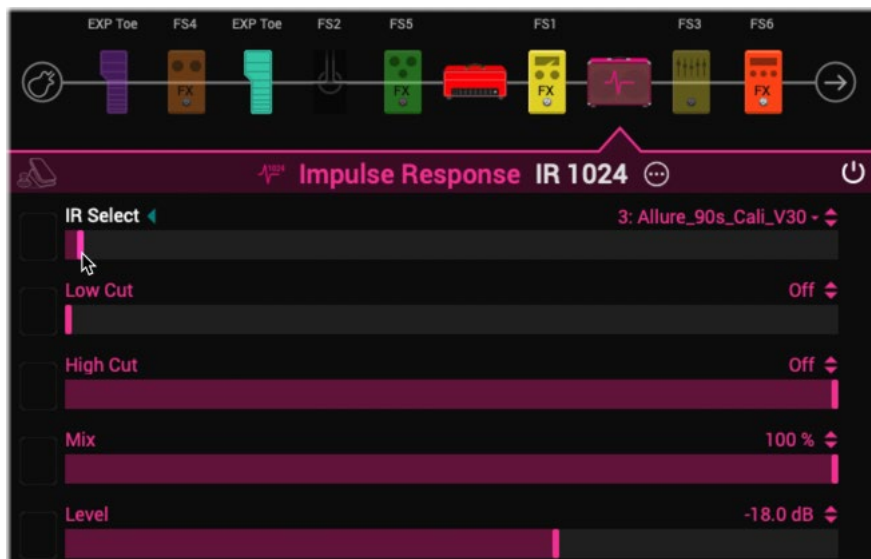 EXP Toe FS4 EXP Toe FS2 FS5 FS1 FS3 FS6
FX FX FX FX
1024 Impulse Response IR 1024
IR Select 3: Allure_90s_Cali_V30
Low Cut Off
High Cut Off
Mix 100 %
Level -18.0 dB